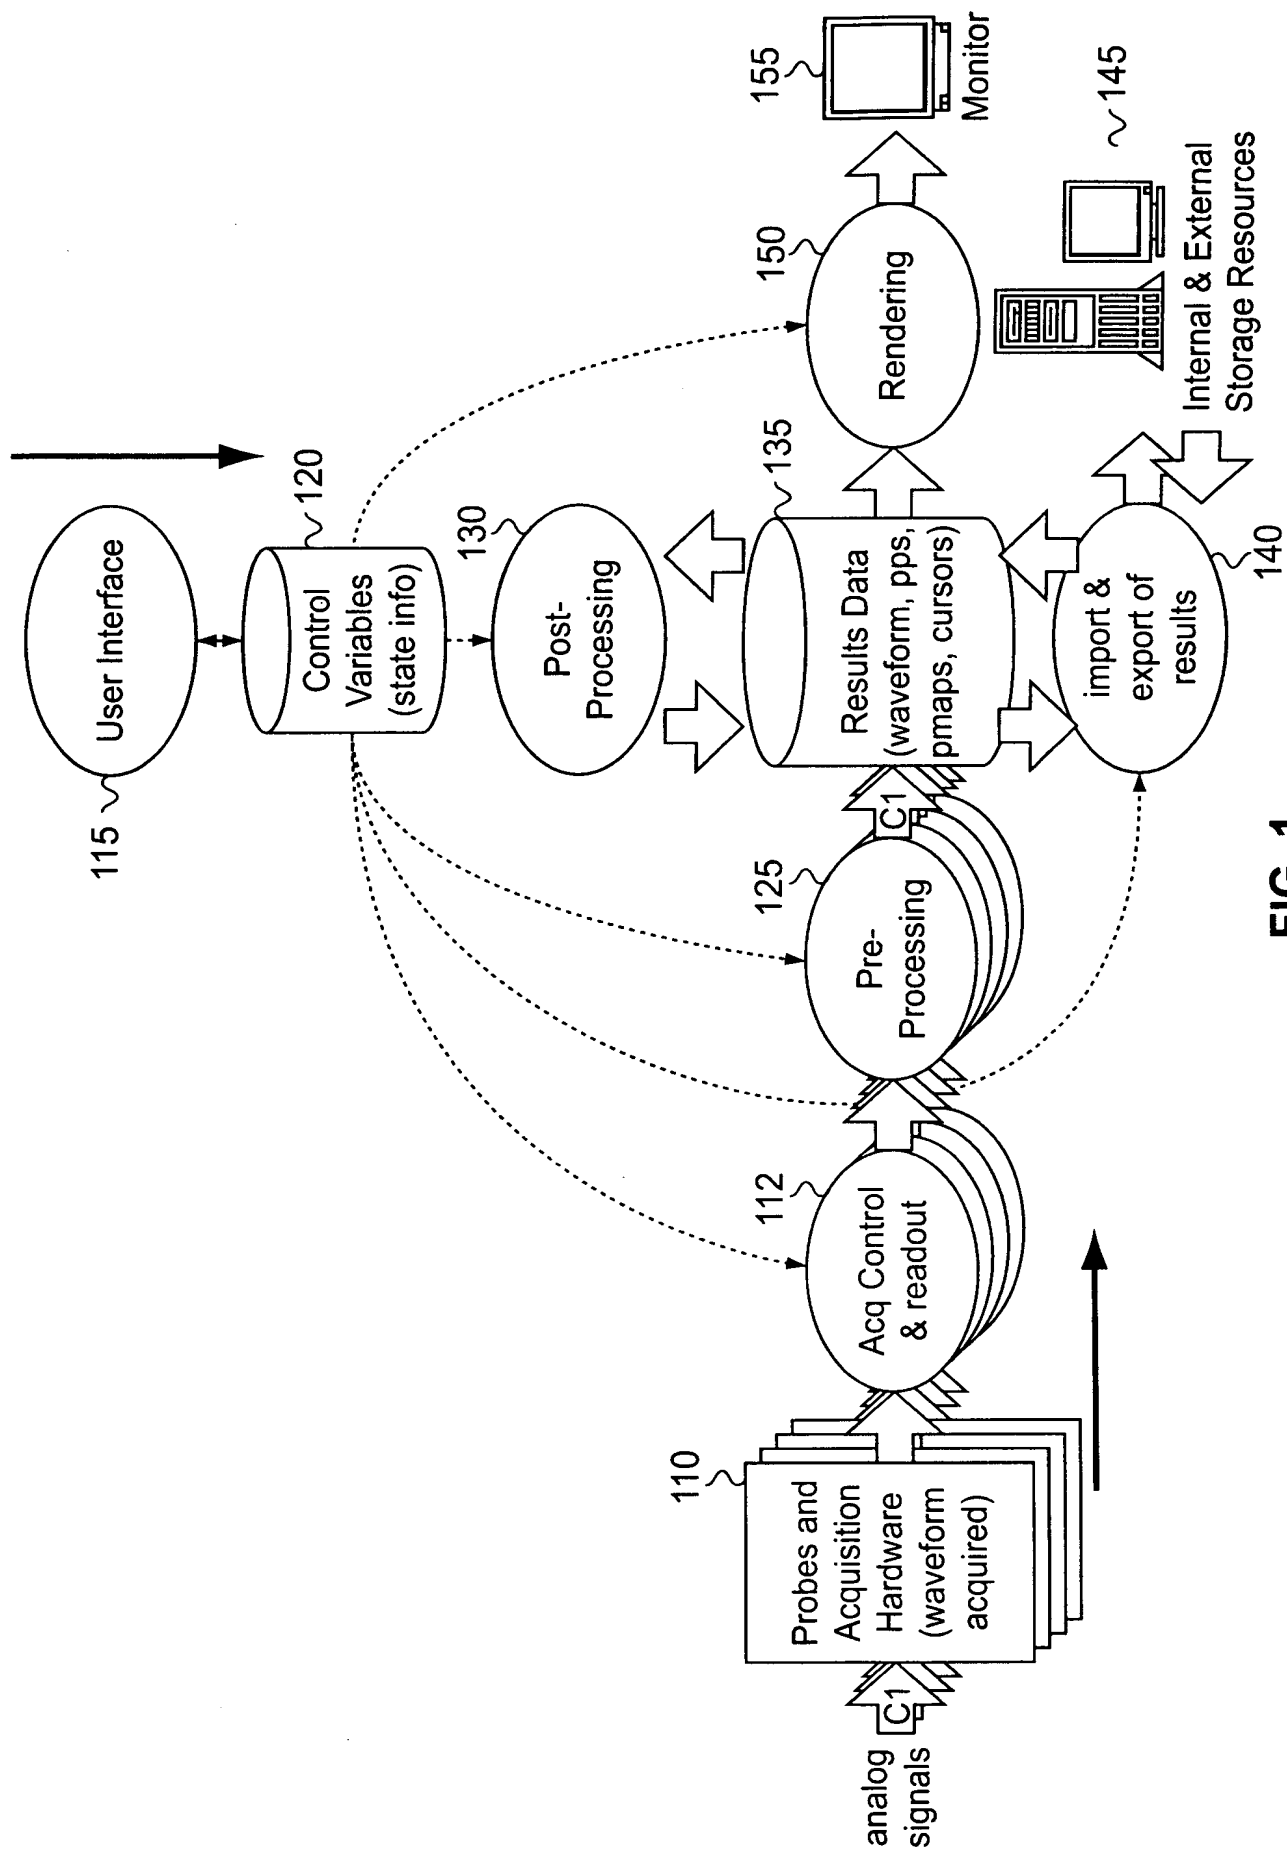 115
User Interface
120
Control
Variables
(state info)
130
Post-
Processing
analog
signals
C1
110
Probes and
Acquisition
Hardware
(waveform
acquired)
112
Acq Control
& readout
125
Pre-
Processing
C1
135
Results Data
(waveform, pps,
pmaps, cursors)
150
Rendering
155
Monitor
140
import &
export of
results
145
Internal & External
Storage Resources
FIG. 1